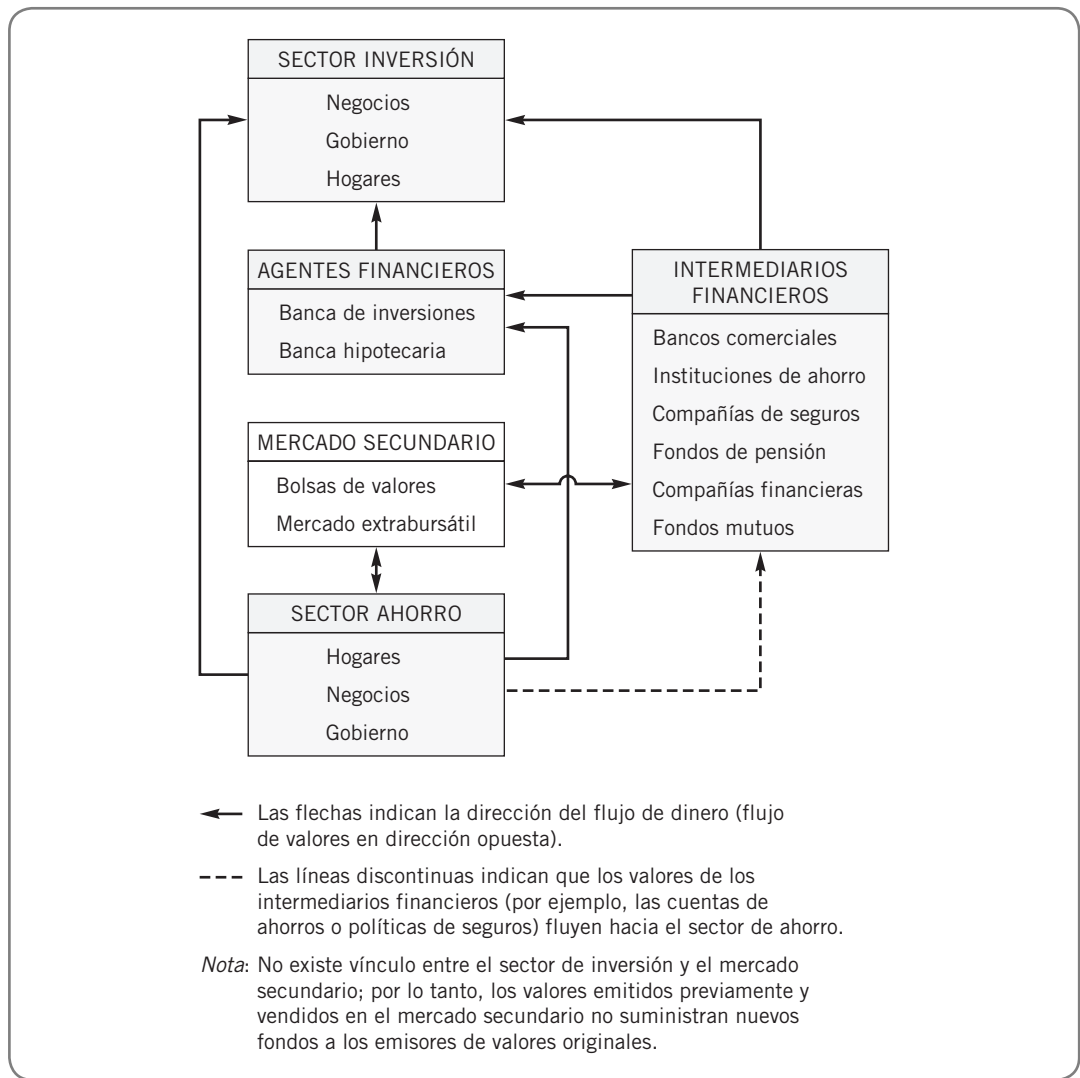 SECTOR INVERSIÓN
Negocios
Gobierno
Hogares
AGENTES FINANCIEROS
Banca de inversiones
Banca hipotecaria
INTERMEDIARIOS
FINANCIEROS
Bancos comerciales
Instituciones de ahorro
Compañías de seguros
Fondos de pensión
Compañías financieras
Fondos mutuos
MERCADO SECUNDARIO
Bolsas de valores
Mercado extrabursátil
SECTOR AHORRO
Hogares
Negocios
Gobierno
Las flechas indican la dirección del flujo de dinero (flujo
de valores en dirección opuesta).
Las líneas discontinuas indican que los valores de los
intermediarios financieros (por ejemplo, las cuentas de
ahorros o políticas de seguros) fluyen hacia el sector de ahorro.
Nota: No existe vínculo entre el sector de inversión y el mercado
secundario; por lo tanto, los valores emitidos previamente y
vendidos en el mercado secundario no suministran nuevos
fondos a los emisores de valores originales.